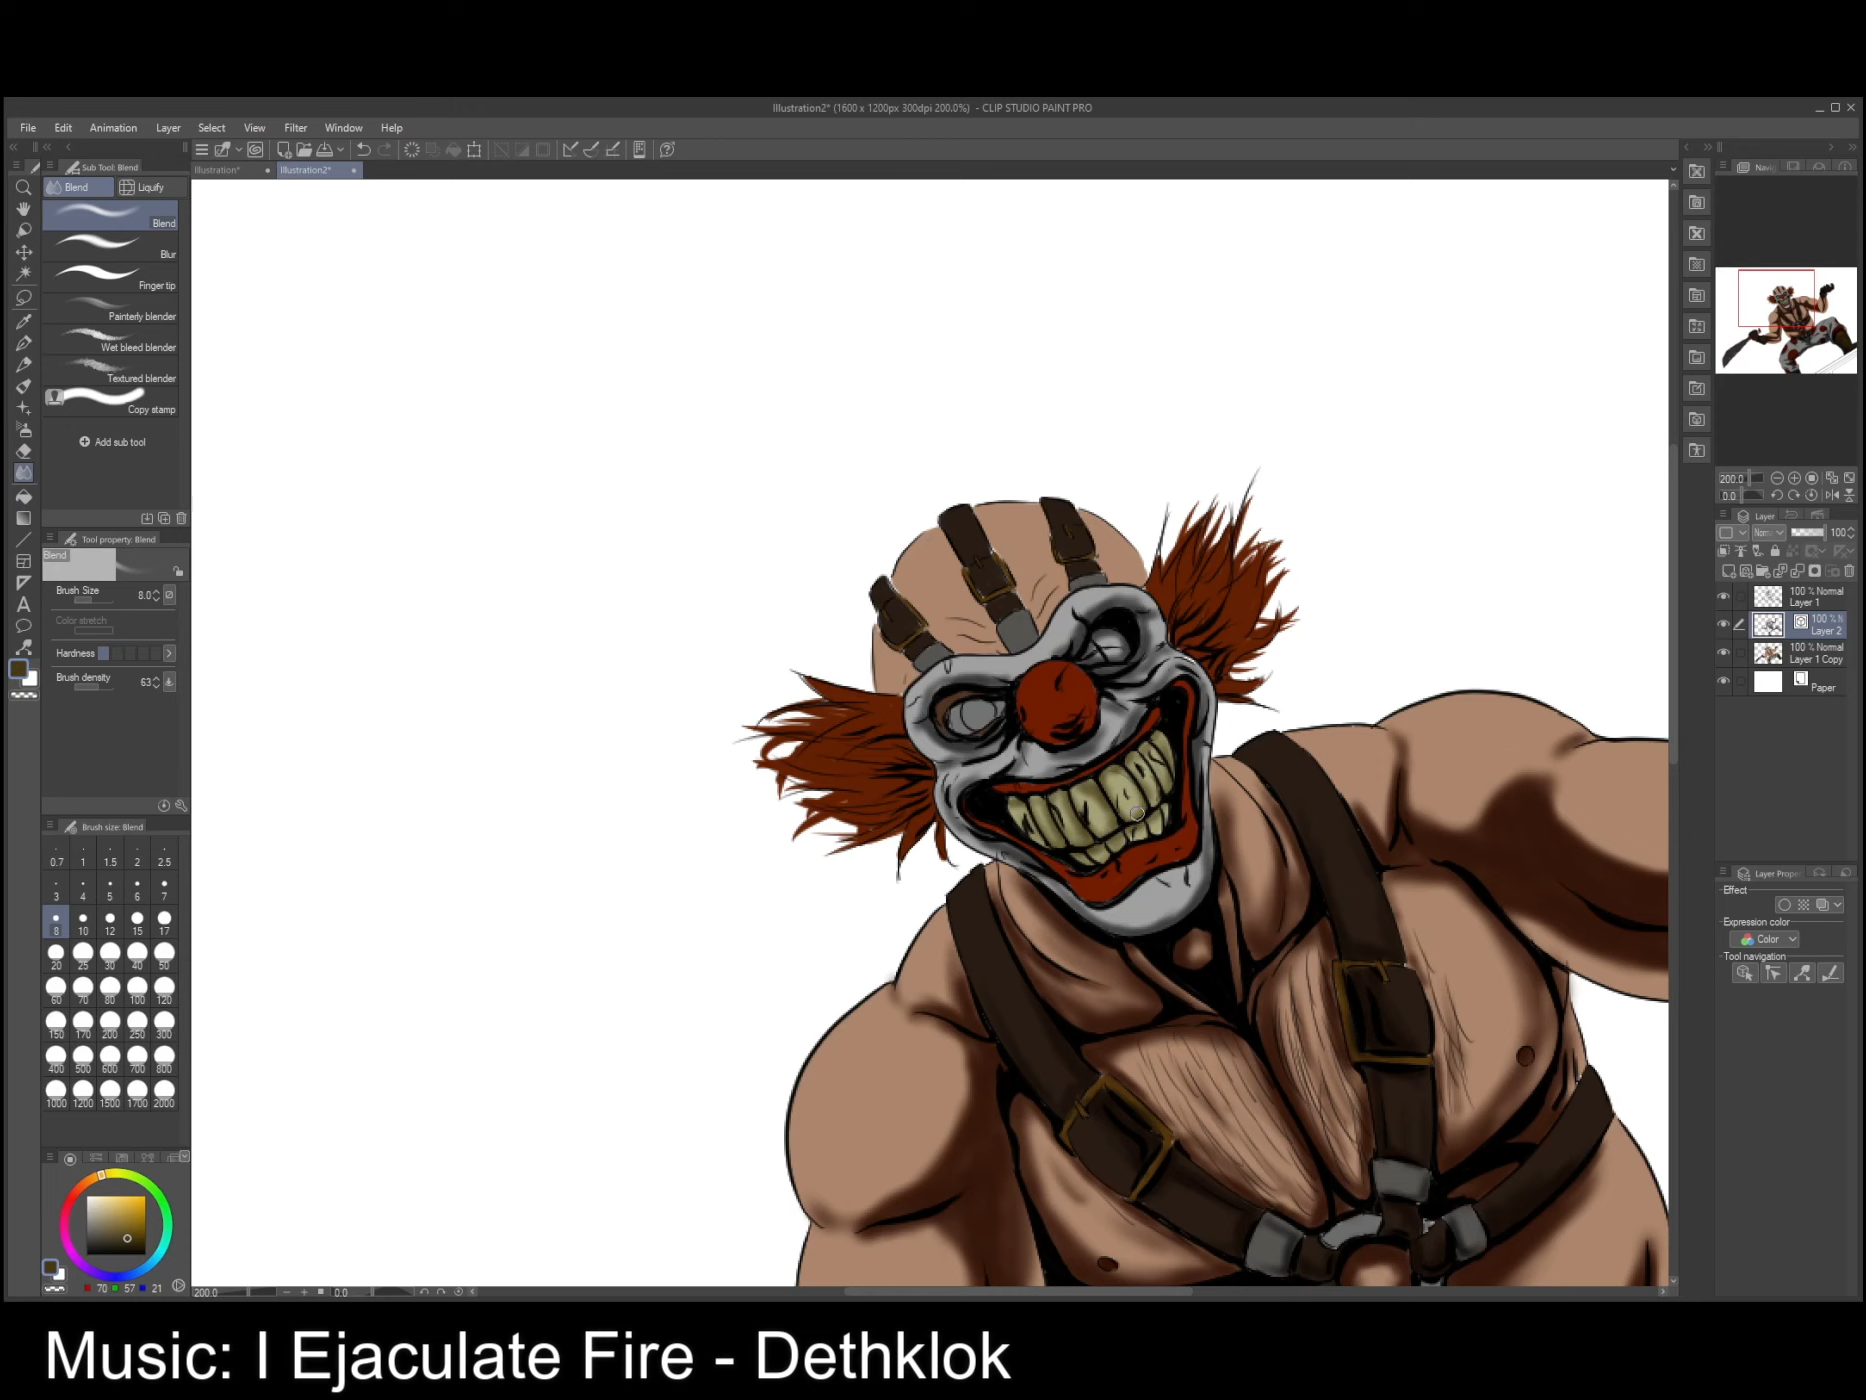 Illustration2* (1600 x 1200px 300dpi 200.0%) - CLIP STUDIO PAINT PRO
File Edit Animation Layer Select View Filter Window Help
Sub Tool: Blend
Illustration* Illustration2*
Blend Liquify
Blend
Blur
Finger tip
Painterly blender
Wet bleed blender
Textured blender
Copy stamp
Add sub tool
Tool property: Blend
Blend
Brush Size 8.0
Color stretch
Hardness
Brush density 63
Brush size: Blend
0.7 1 1.5 2 2.5
3 4 5 6 7
8 10 12 15 17
20 25 30 40 50
60 70 80 100 120
150 170 200 250 300
400 500 600 700 800
1000 1200 1500 1700 2000
70 57 21
200.0 0.0
200.0
0.0
Layer
100
100 % Normal
Layer 1
100 % N
Layer 2
100 % Normal
Layer 1 Copy
Paper
Layer Prope
Effect
Expression color
Color
Tool navigation
Music: I Ejaculate Fire - Dethklok